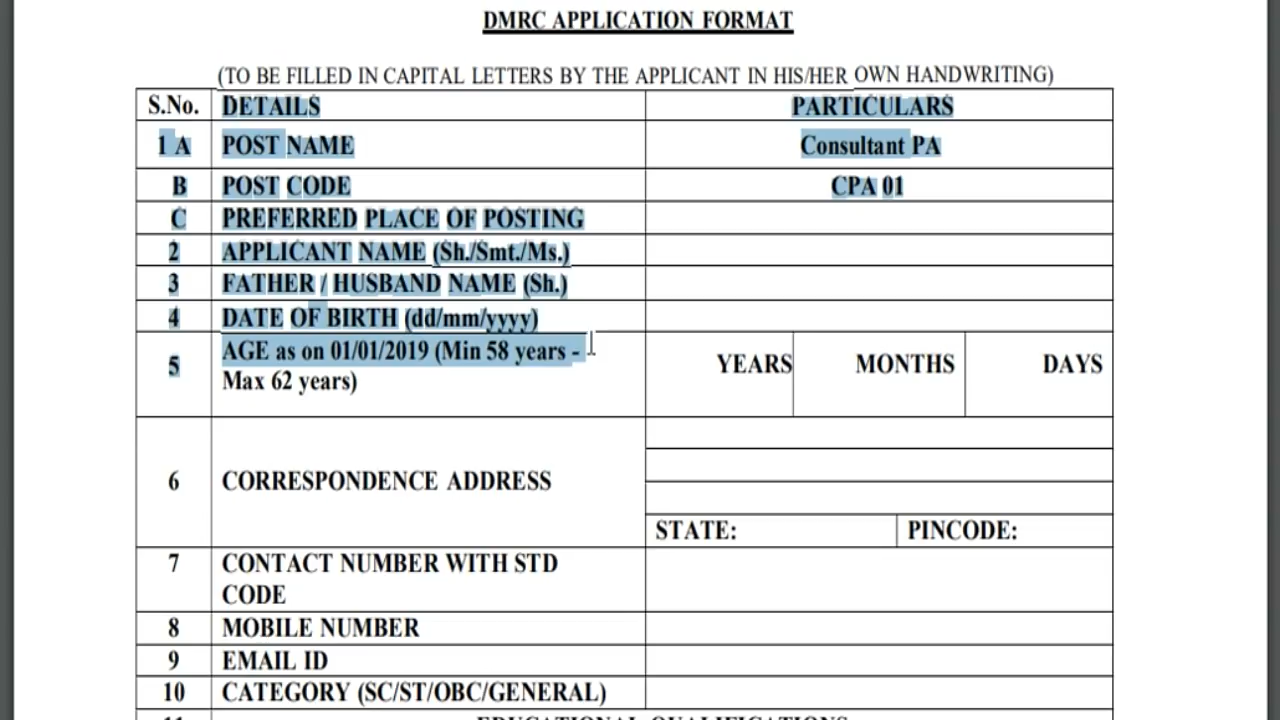 DMRC APPLICATION FORMAT
(TO BE FILLED IN CAPITAL LETTERS BY THE APPLICANT IN HIS/HER OWN HANDWRITING)
S.No. DETAILS PARTICULARS
1 A POST NAME Consultant PA
B POST CODE CPA 01
C PREFERRED PLACE OF POSTING
2 APPLICANT NAME (Sh./Smt./Ms.)
3 FATHER / HUSBAND NAME (Sh.)
4 DATE OF BIRTH (dd/mm/yyyy)
5 AGE as on 01/01/2019 (Min 58 years -
Max 62 years)
YEARS MONTHS DAYS
6 CORRESPONDENCE ADDRESS
STATE: PINCODE:
7 CONTACT NUMBER WITH STD
CODE
8 MOBILE NUMBER
9 EMAIL ID
10 CATEGORY (SC/ST/OBC/GENERAL)
11 EDUCATIONAL QUALIFICATIONS